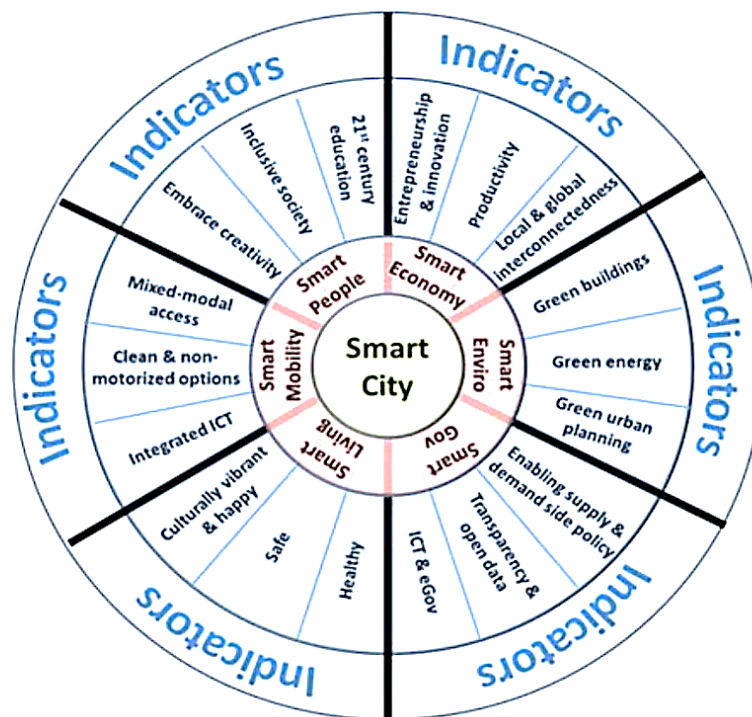 Smart
City
Smart
Economy
Smart
Enviro
Smart
Gov
Smart
Living
Smart
Mobility
Smart
People
Indicators
Entrepreneurship
& innovation
Productivity
Local & global
interconnectedness
Indicators
Green buildings
Green energy
Green urban
planning
Indicators
Enabling supply &
demand side policy
Transparency &
open data
ICT & eGov
Indicators
Healthy
Safe
Culturally vibrant
& happy
Indicators
Integrated ICT
Clean & non-
motorized options
Mixed-modal
access
Indicators
Embrace creativity
Inclusive society
21st century
education